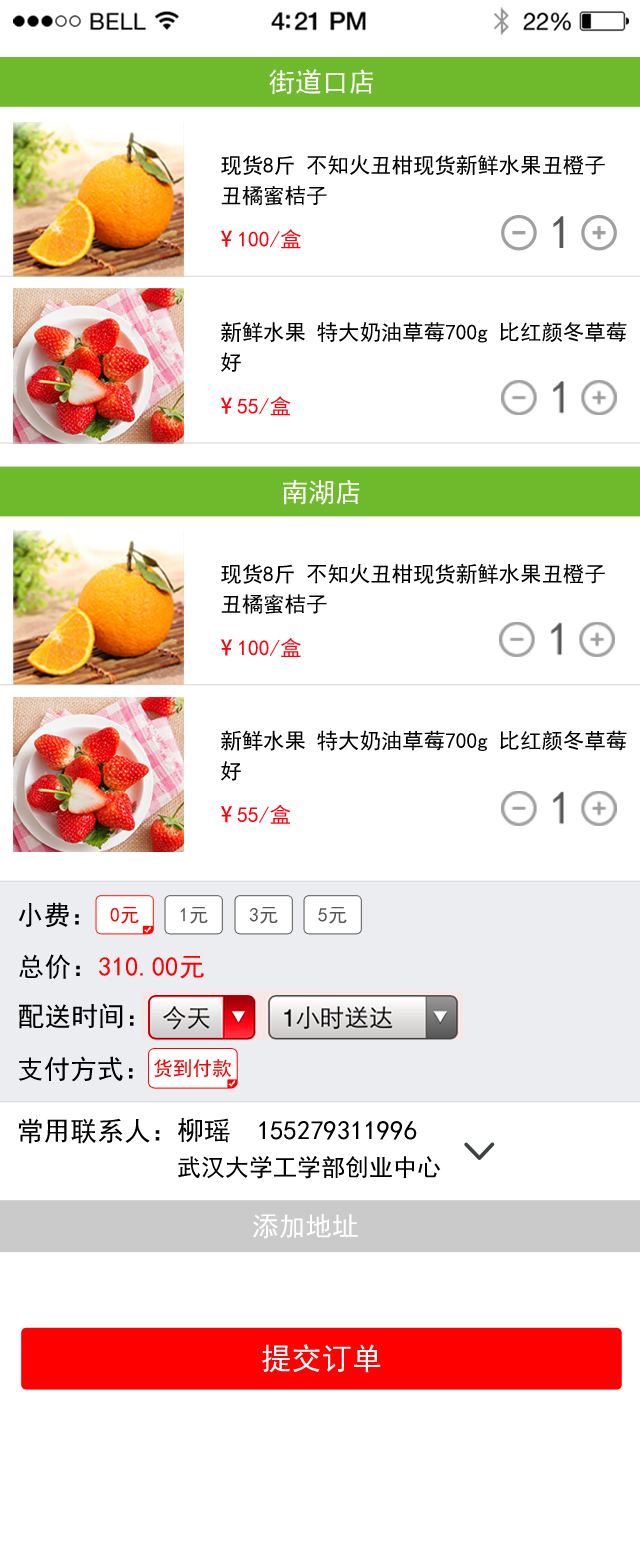 BELL 4:21 PM 22%
街道口店
现货8斤 不知火丑柑现货新鲜水果丑橙子
丑橘蜜桔子
¥100/盒 1
新鲜水果 特大奶油草莓700g 比红颜冬草莓
好
¥55/盒 1
南湖店
现货8斤 不知火丑柑现货新鲜水果丑橙子
丑橘蜜桔子
¥100/盒 1
新鲜水果 特大奶油草莓700g 比红颜冬草莓
好
¥55/盒 1
小费: 0元 1元 3元 5元
总价: 310.00元
配送时间: 今天 1小时送达
支付方式: 货到付款
常用联系人: 柳瑶 155279311996
武汉大学工学部创业中心
添加地址
提交订单